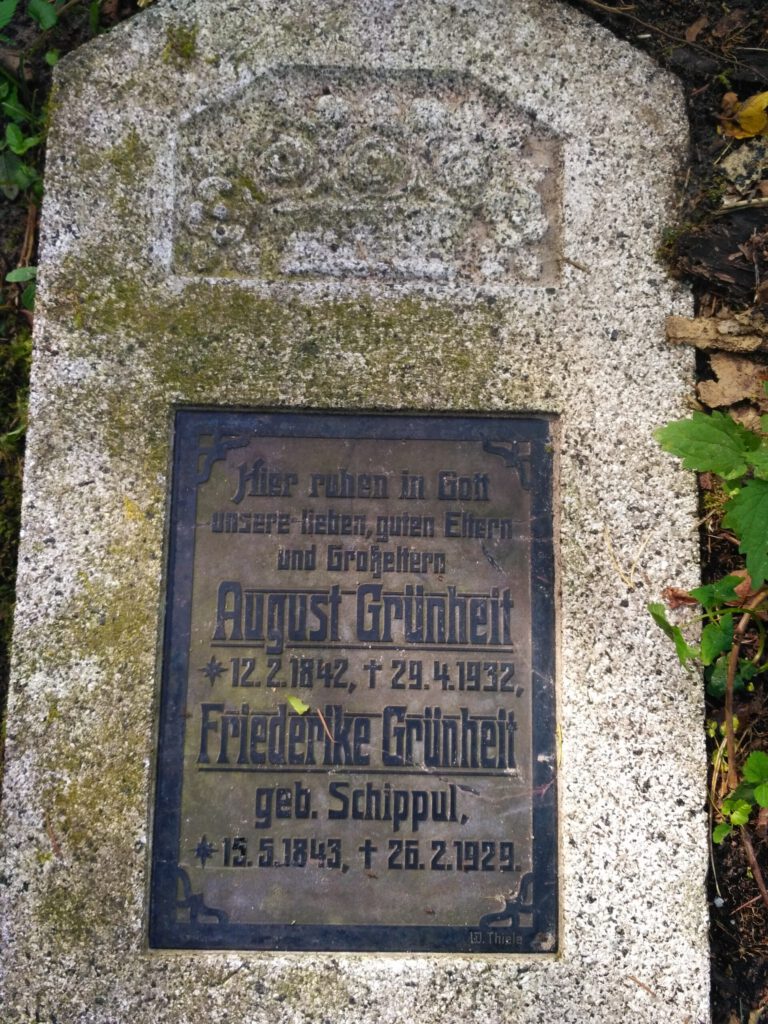 Hier ruhen in Gott
unsere lieben, guten Eltern
und Großeltern
August Grünheit
* 12.2.1842, † 29.4.1932,
Friederike Grünheit
geb. Schippul,
* 15.5.1843, † 26.2.1929.
Thiele